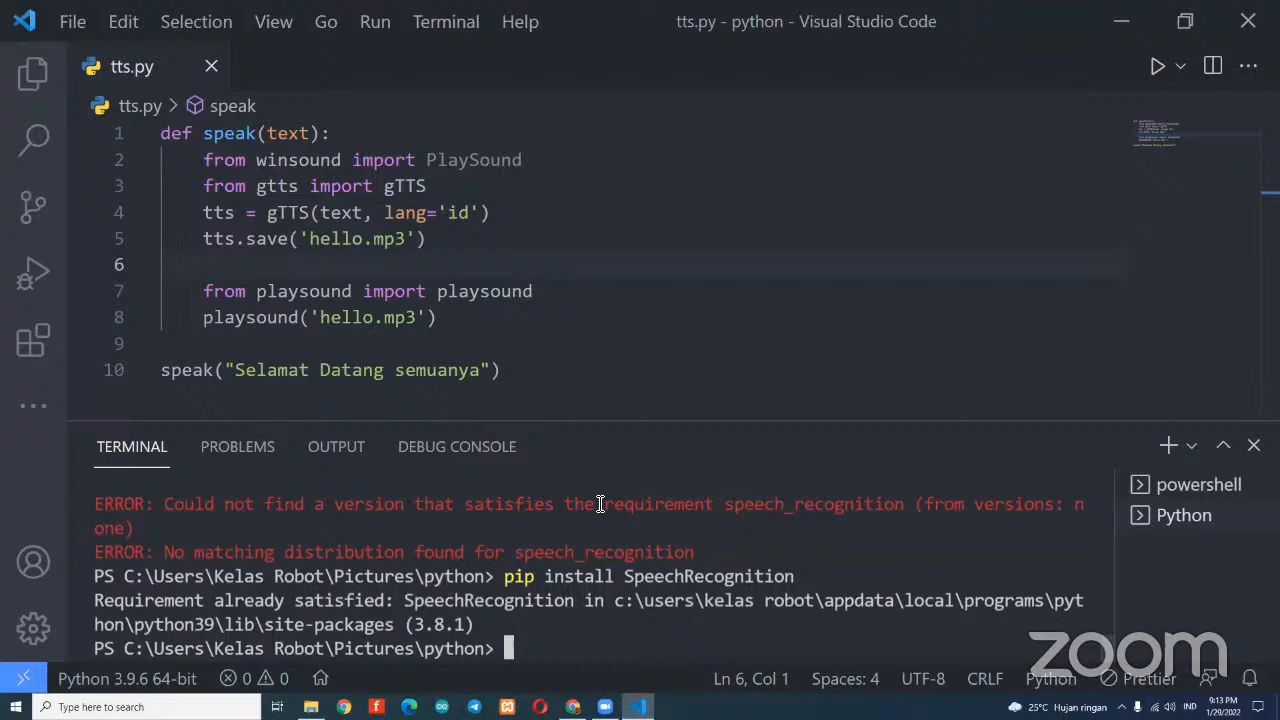 File Edit Selection View Go Run Terminal Help tts.py - python - Visual Studio Code
tts.py
tts.py > speak
1 def speak(text):
2 from winsound import PlaySound
3 from gtts import gTTS
4 tts = gTTS(text, lang='id')
5 tts.save('hello.mp3')
6
7 from playsound import playsound
8 playsound('hello.mp3')
9
10 speak("Selamat Datang semuanya")
TERMINAL PROBLEMS OUTPUT DEBUG CONSOLE
powershell
Python
ERROR: Could not find a version that satisfies the requirement speech_recognition (from versions: n
one)
ERROR: No matching distribution found for speech_recognition
PS C:\Users\Kelas Robot\Pictures\python> pip install SpeechRecognition
Requirement already satisfied: SpeechRecognition in c:\users\kelas robot\appdata\local\programs\pyt
hon\python39\lib\site-packages (3.8.1)
PS C:\Users\Kelas Robot\Pictures\python>
zoom
Python 3.9.6 64-bit 0 0 Ln 6, Col 1 Spaces: 4 UTF-8 CRLF Python Prettier
Type here to search 25°C Hujan ringan IND 9:13 PM
1/29/2022